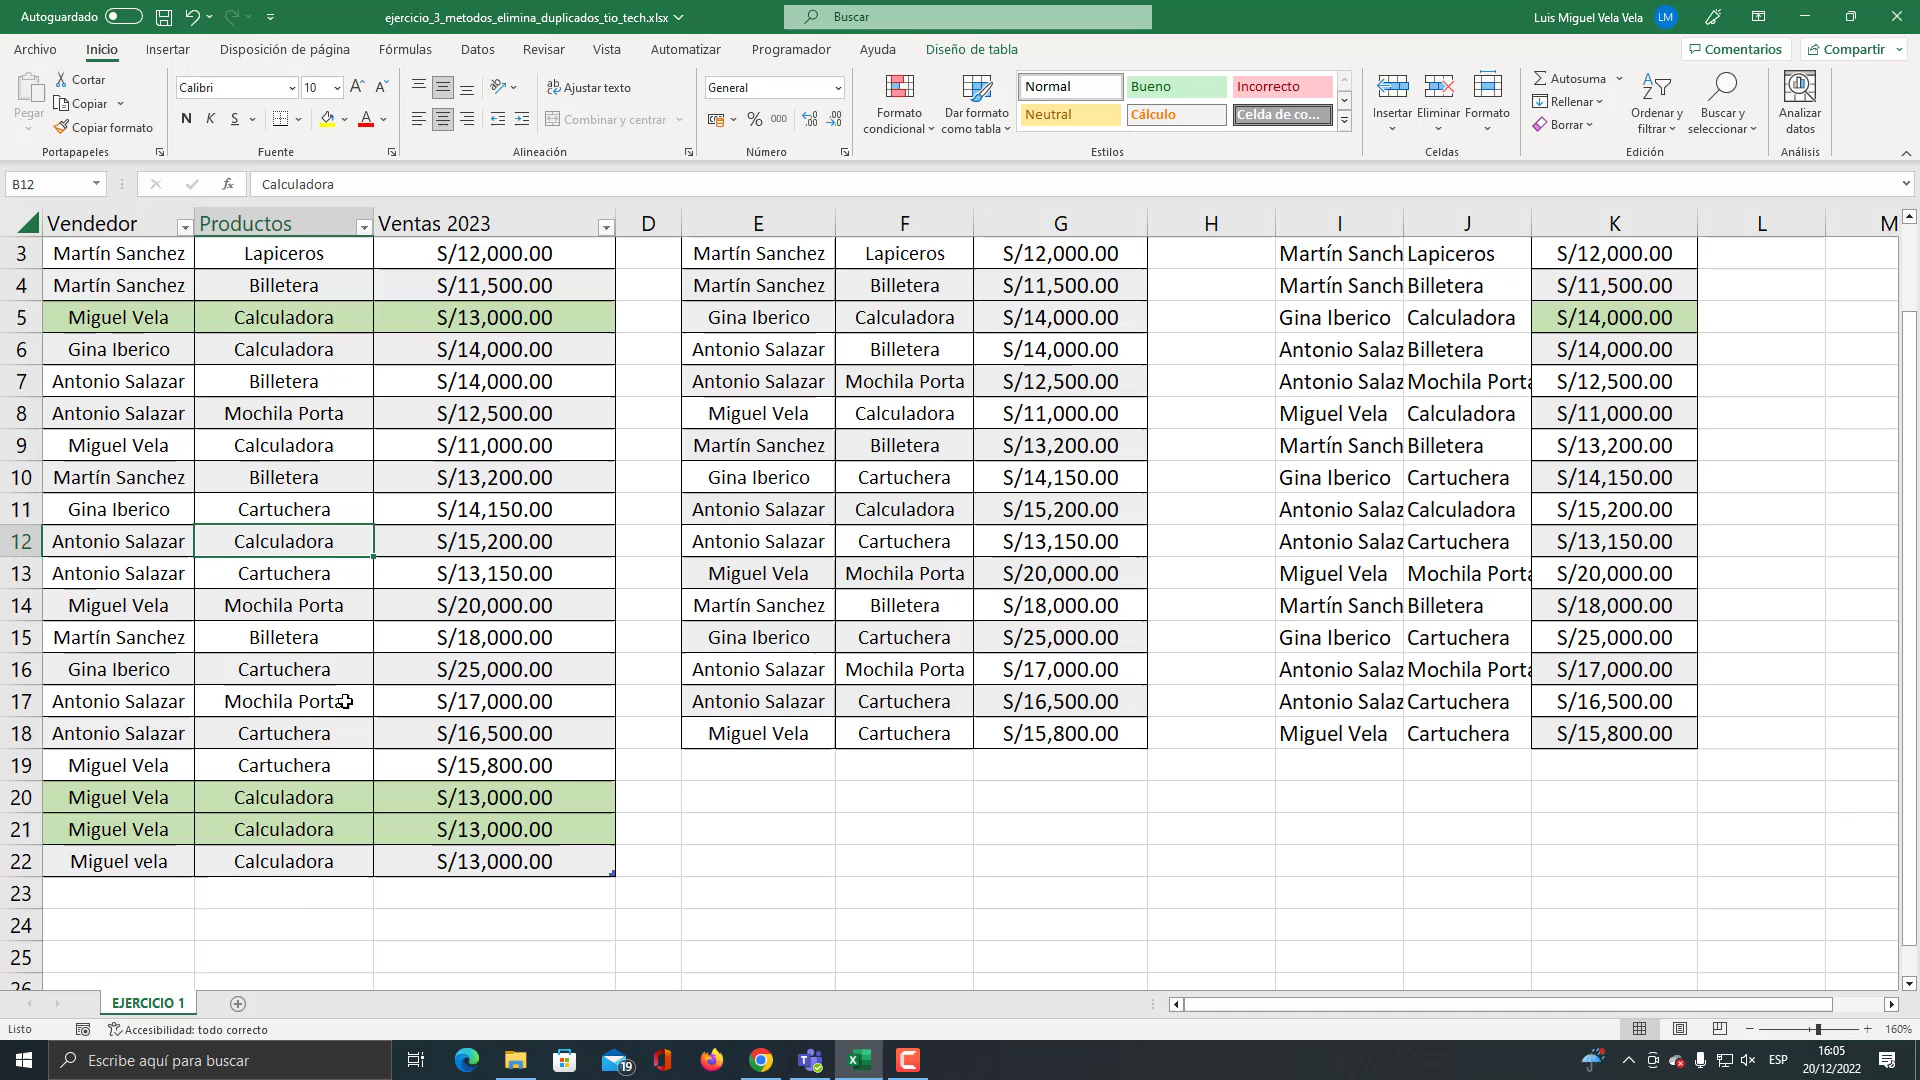 Autoguardado
ejercicio_3_metodos_elimina_duplicados_tio_tech.xlsx
Buscar
Luis Miguel Vela Vela
LM
Archivo Inicio Insertar Disposición de página Fórmulas Datos Revisar Vista Automatizar Programador Ayuda Diseño de tabla
Comentarios Compartir
Pegar
Cortar
Copiar
Copiar formato
Portapapeles
Calibri 10
N K S
Fuente
Ajustar texto
Combinar y centrar
Alineación
General
% 000
Número
Formato condicional
Dar formato como tabla
Normal Bueno Incorrecto
Neutral Cálculo Celda de co...
Estilos
Insertar Eliminar Formato
Celdas
Autosuma
Rellenar
Borrar
Ordenar y filtrar
Buscar y seleccionar
Edición
Analizar datos
Análisis
B12 fx Calculadora
Vendedor Productos Ventas 2023 D E F G H I J K L M
3 Martín Sanchez Lapiceros S/12,000.00 Martín Sanchez Lapiceros S/12,000.00 Martín Sanch Lapiceros S/12,000.00
4 Martín Sanchez Billetera S/11,500.00 Martín Sanchez Billetera S/11,500.00 Martín Sanch Billetera S/11,500.00
5 Miguel Vela Calculadora S/13,000.00 Gina Iberico Calculadora S/14,000.00 Gina Iberico Calculadora S/14,000.00
6 Gina Iberico Calculadora S/14,000.00 Antonio Salazar Billetera S/14,000.00 Antonio Salaz Billetera S/14,000.00
7 Antonio Salazar Billetera S/14,000.00 Antonio Salazar Mochila Porta S/12,500.00 Antonio Salaz Mochila Porta S/12,500.00
8 Antonio Salazar Mochila Porta S/12,500.00 Miguel Vela Calculadora S/11,000.00 Miguel Vela Calculadora S/11,000.00
9 Miguel Vela Calculadora S/11,000.00 Martín Sanchez Billetera S/13,200.00 Martín Sanch Billetera S/13,200.00
10 Martín Sanchez Billetera S/13,200.00 Gina Iberico Cartuchera S/14,150.00 Gina Iberico Cartuchera S/14,150.00
11 Gina Iberico Cartuchera S/14,150.00 Antonio Salazar Calculadora S/15,200.00 Antonio Salaz Calculadora S/15,200.00
12 Antonio Salazar Calculadora S/15,200.00 Antonio Salazar Cartuchera S/13,150.00 Antonio Salaz Cartuchera S/13,150.00
13 Antonio Salazar Cartuchera S/13,150.00 Miguel Vela Mochila Porta S/20,000.00 Miguel Vela Mochila Porta S/20,000.00
14 Miguel Vela Mochila Porta S/20,000.00 Martín Sanchez Billetera S/18,000.00 Martín Sanch Billetera S/18,000.00
15 Martín Sanchez Billetera S/18,000.00 Gina Iberico Cartuchera S/25,000.00 Gina Iberico Cartuchera S/25,000.00
16 Gina Iberico Cartuchera S/25,000.00 Antonio Salazar Mochila Porta S/17,000.00 Antonio Salaz Mochila Porta S/17,000.00
17 Antonio Salazar Mochila Porta S/17,000.00 Antonio Salazar Cartuchera S/16,500.00 Antonio Salaz Cartuchera S/16,500.00
18 Antonio Salazar Cartuchera S/16,500.00 Miguel Vela Cartuchera S/15,800.00 Miguel Vela Cartuchera S/15,800.00
19 Miguel Vela Cartuchera S/15,800.00
20 Miguel Vela Calculadora S/13,000.00
21 Miguel Vela Calculadora S/13,000.00
22 Miguel vela Calculadora S/13,000.00
23
24
25
26
EJERCICIO 1
Listo Accesibilidad: todo correcto 160%
Escribe aquí para buscar
19
ESP
16:05
20/12/2022